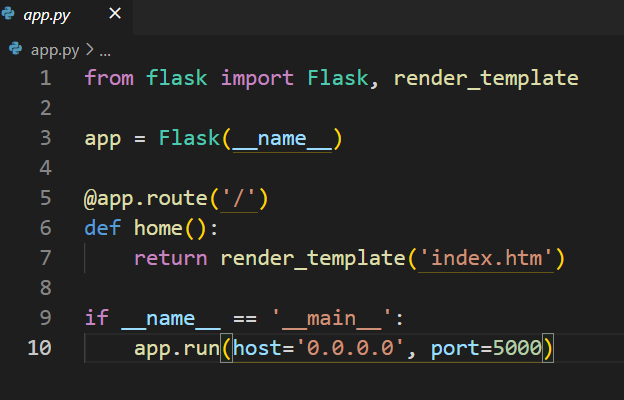 app.py ×
app.py > ...
1 from flask import Flask, render_template
2
3 app = Flask(__name__)
4
5 @app.route('/')
6 def home():
7     return render_template('index.htm')
8
9 if __name__ == '__main__':
10     app.run(host='0.0.0.0', port=5000)